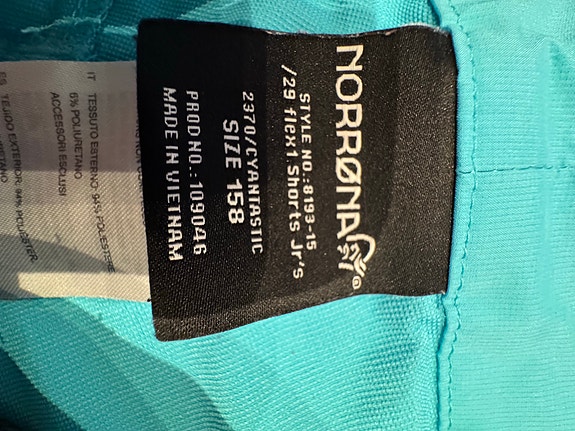 NORRØNA
STYLE NO.:8193-15
/29 flex1 Shorts Jr's
2370/CYANTASTIC
SIZE 158
PROD NO.:109046
MADE IN VIETNAM
IT TESSUTO ESTERNO: 94% POLIESTERE
6% POLIURETANO
ACCESSORI ESCLUSI
TEJIDO EXTERIOR: 94% POLIESTER,